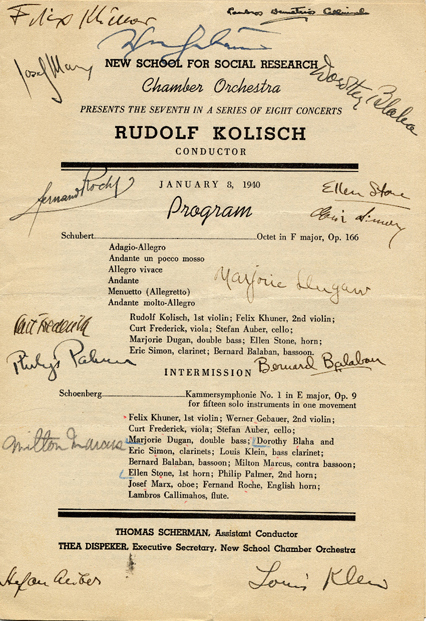 Felix Khuner
Lambros Demetrios Callimahos
NEW SCHOOL FOR SOCIAL RESEARCH
Josef Marx
Chamber Orchestra
Dorothy Blaha
PRESENTS THE SEVENTH IN A SERIES OF EIGHT CONCERTS
RUDOLF KOLISCH
CONDUCTOR
JANUARY 8, 1940
Fernand Roche
Ellen Stone
Program
Eric Simon
Schubert Octet in F major, Op. 166
Adagio-Allegro
Andante un pocco mosso
Allegro vivace
Andante
Marjorie Dugan
Menuetto (Allegretto)
Andante molto-Allegro
Rudolf Kolisch, 1st violin; Felix Khuner, 2nd violin;
Curt Frederick
Curt Frederick, viola; Stefan Auber, cello;
Marjorie Dugan, double bass; Ellen Stone, horn;
Eric Simon, clarinet; Bernard Balaban, bassoon.
Philip Palmer
Bernard Balaban
INTERMISSION
Schoenberg Kammersymphonie No. 1 in E major, Op. 9
for fifteen solo instruments in one movement
Felix Khuner, 1st violin; Werner Gebauer, 2nd violin;
Curt Frederick, viola; Stefan Auber, cello;
Milton Marcus
Marjorie Dugan, double bass; Dorothy Blaha and
Eric Simon, clarinets; Louis Klein, bass clarinet;
Bernard Balaban, bassoon; Milton Marcus, contra bassoon;
Ellen Stone, 1st horn; Philip Palmer, 2nd horn;
Josef Marx, oboe; Fernand Roche, English horn;
Lambros Callimahos, flute.
THOMAS SCHERMAN, Assistant Conductor
THEA DISPEKER, Executive Secretary, New School Chamber Orchestra
Stefan Auber
Louis Klein